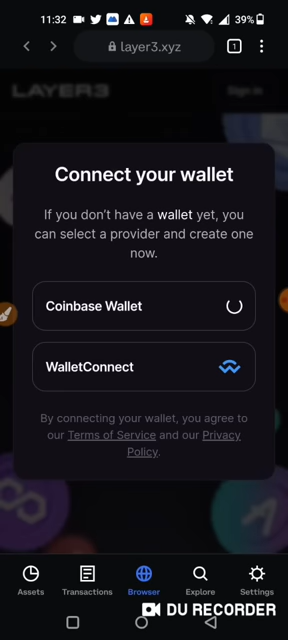 11:32
39%
layer3.xyz
1
LAYER3
Sign in
Connect your wallet
If you don't have a wallet yet, you
can select a provider and create one
now.
Coinbase Wallet
WalletConnect
By connecting your wallet, you agree to
our Terms of Service and our Privacy
Policy.
Assets
Transactions
Browser
Explore
Settings
DU RECORDER